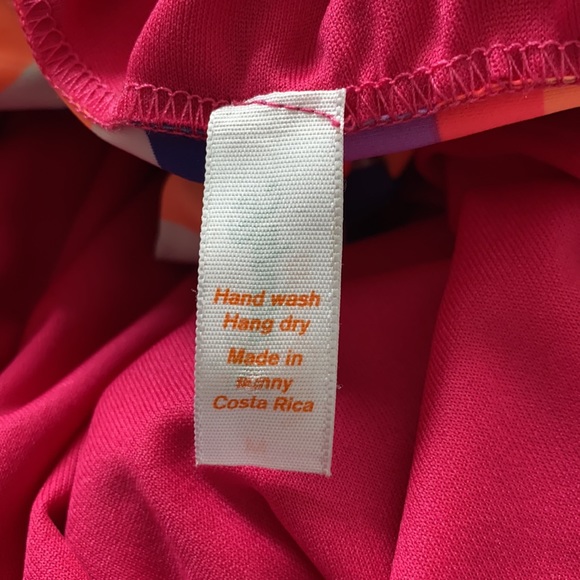 Hand wash
Hang dry
Made in
Costa Rica